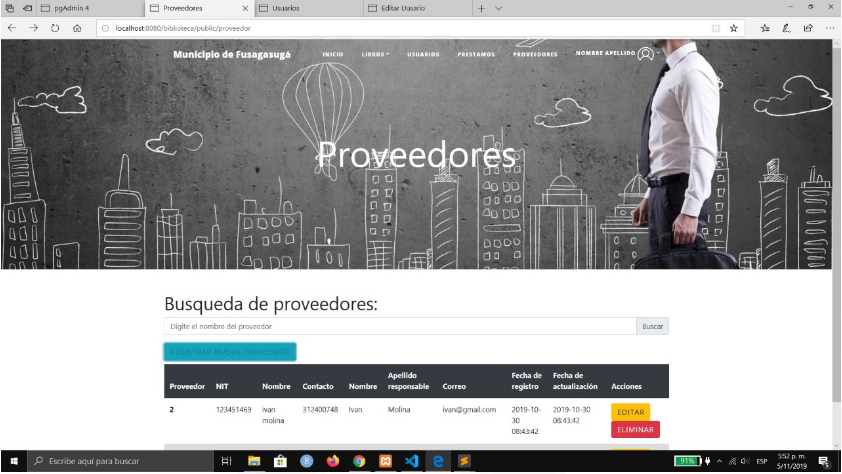 pgAdmin 4
Proveedores
Usuarios
Editar Uusario
localhost:8080/biblioteca/public/proveedor
Municipio de Fusagasugá
INICIO
LIBROS
USUARIOS
PRESTAMOS
PROVEEDORES
NOMBRE APELLIDO
Proveedores
Busqueda de proveedores:
Digite el nombre del proveedor
Buscar
REGISTRAR NUEVO PROVEEDOR
Proveedor NIT Nombre Contacto Nombre Apellido responsable Correo Fecha de registro Fecha de actualización Acciones
2 123451469 ivan molina 312400748 Ivan Molina ivan@gmail.com 2019-10-30 08:43:42 2019-10-30 08:43:42 EDITAR
ELIMINAR
Escribe aquí para buscar
91%
ESP
5:52 p. m.
5/11/2019